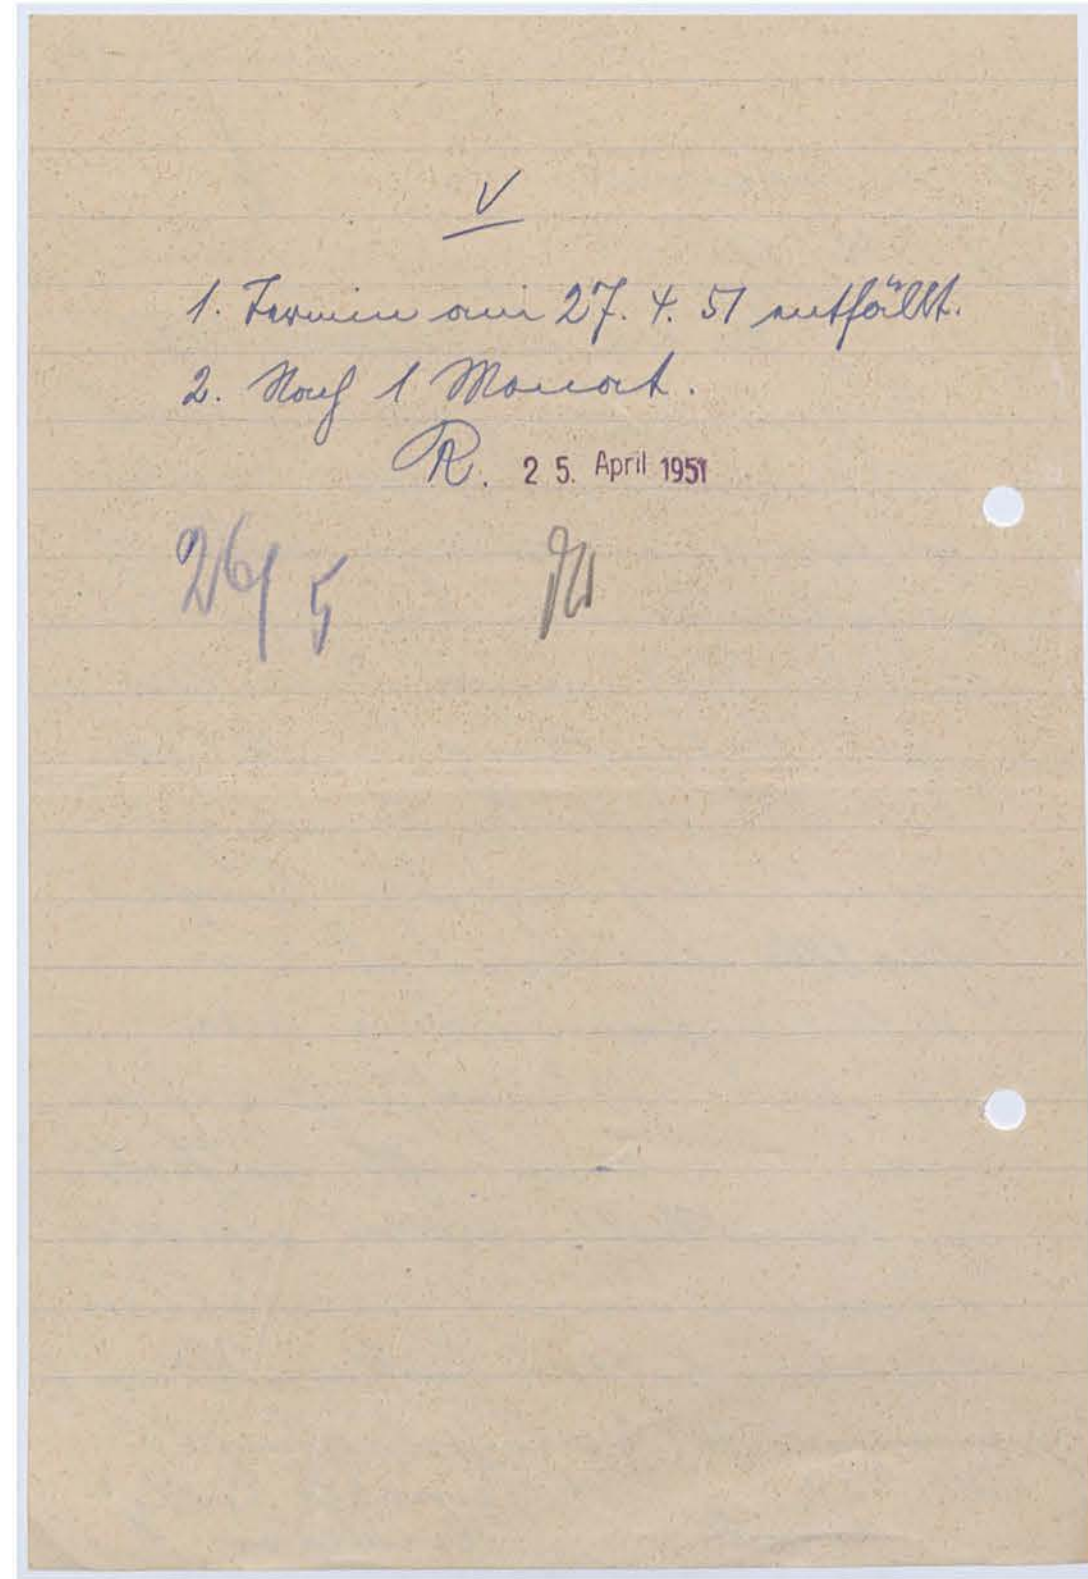 V
1. Termin am 27. 4. 51 entfällt.
2. Nach 1 Monat.
R. 25. April 1951
26/5